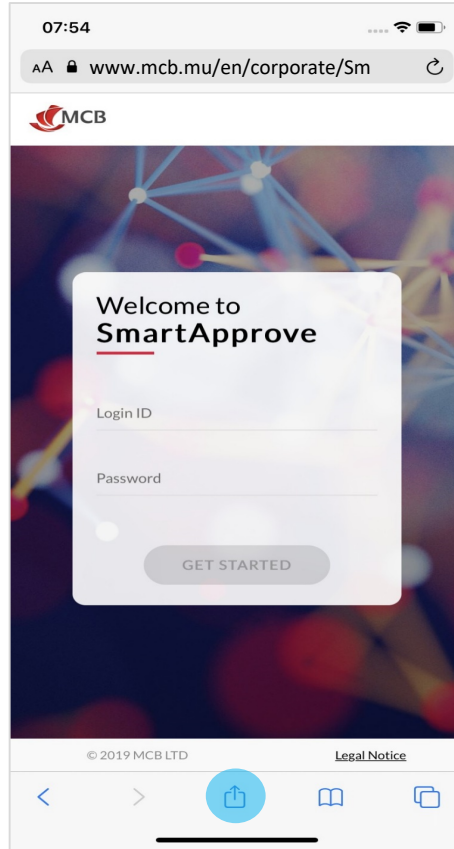 07:54
AA www.mcb.mu/en/corporate/Sm
MCB
Welcome to
SmartApprove
Login ID
Password
GET STARTED
© 2019 MCB LTD Legal Notice